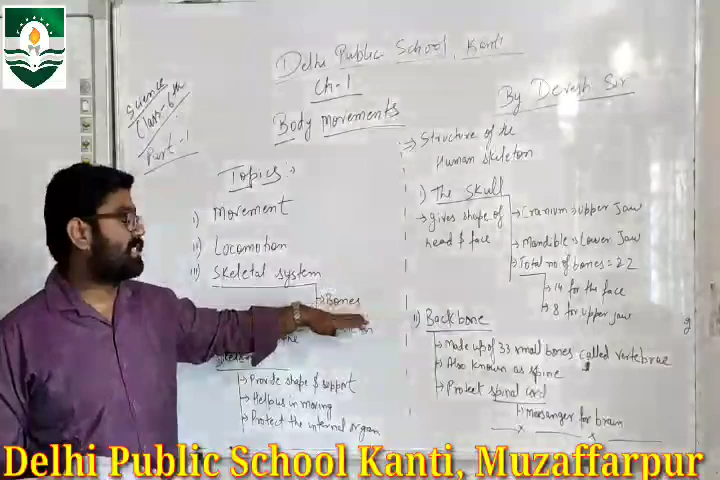 Delhi Public School, Kanti
Ch-1
Body Movements
By Devesh Sir
Science
Class-6th
Part-1
Topics :-
i) Movement
ii) Locomotion
iii) Skeletal system
Bones
Provide shape & support
Helps in moving
Protect the internal organ
Structure of the
Human skeleton
i) The skull
gives shape of
head & face
Cranium upper Jaw
Mandible Lower Jaw
Total no of bones = 22
14 for the face
8 for upper jaw
ii) Backbone
Made up of 33 small bones called vertebrae
Also known as spine
Protect spinal cord
for brain
Delhi Public School Kanti, Muzaffarpur